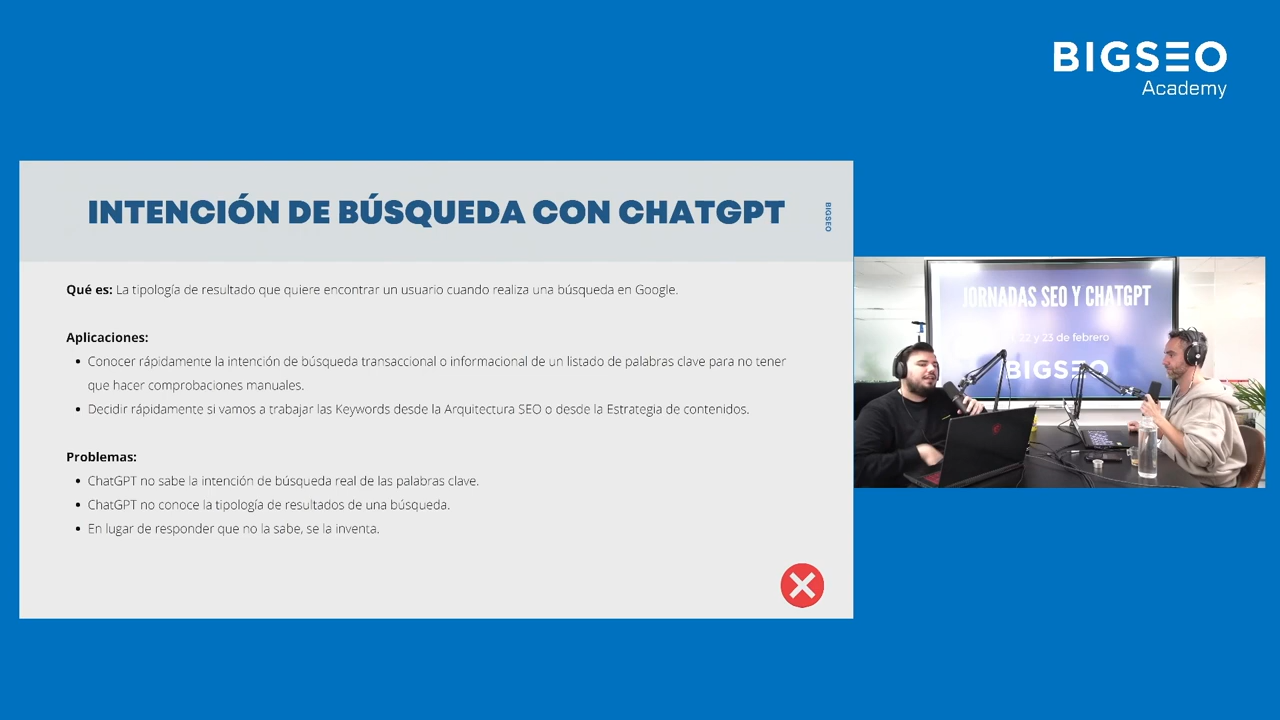 BIGSEO
Academy
INTENCIÓN DE BÚSQUEDA CON CHATGPT
BIGSEO
Qué es: La tipología de resultado que quiere encontrar un usuario cuando realiza una búsqueda en Google.
Aplicaciones:
• Conocer rápidamente la intención de búsqueda transaccional o informacional de un listado de palabras clave para no tener
que hacer comprobaciones manuales.
• Decidir rápidamente si vamos a trabajar las Keywords desde la Arquitectura SEO o desde la Estrategia de contenidos.
Problemas:
• ChatGPT no sabe la intención de búsqueda real de las palabras clave.
• ChatGPT no conoce la tipología de resultados de una búsqueda.
• En lugar de responder que no la sabe, se la inventa.
JORNADAS SEO Y CHATGPT
22 y 23 de febrero
BIGSEO